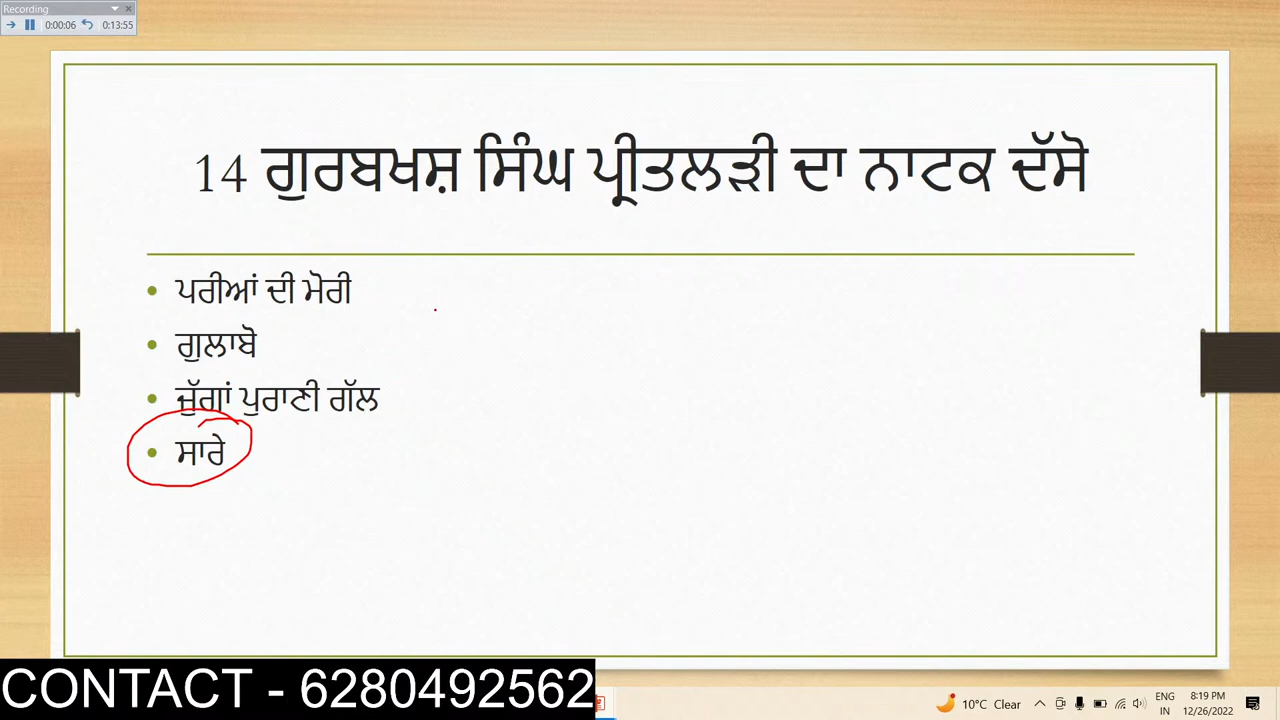 Recording
0:00:06 0:13:55
14 ਗੁਰਬਖਸ਼ ਸਿੰਘ ਪ੍ਰੀਤਲੜੀ ਦਾ ਨਾਟਕ ਦੱਸੋ
• ਪਰੀਆਂ ਦੀ ਮੋਰੀ
• ਗੁਲਾਬੋ
• ਜੁੱਗਾਂ ਪੁਰਾਣੀ ਗੱਲ
• ਸਾਰੇ
CONTACT - 6280492562
10°C Clear
ENG
IN
8:19 PM
12/26/2022